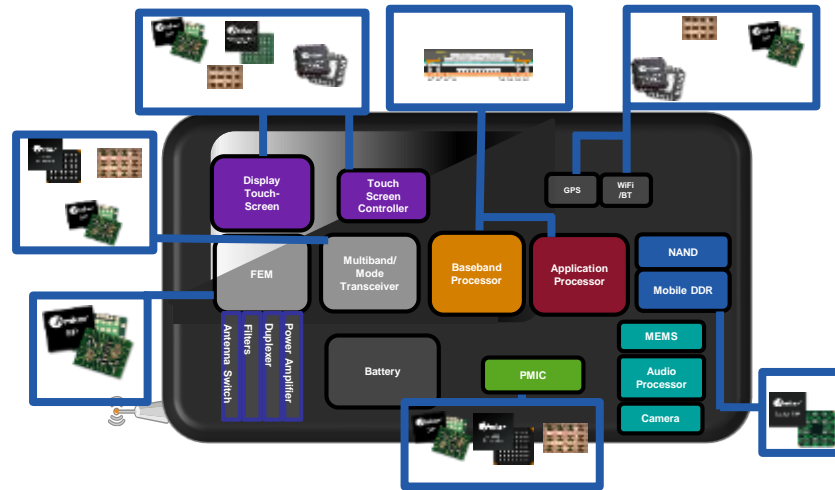 Display
Touch-
Screen
Touch
Screen
Controller
GPS
WiFi
/BT
FEM
Multiband/
Mode
Transceiver
Baseband
Processor
Application
Processor
NAND
Mobile DDR
Antenna Switch
Filters
Duplexer
Power Amplifier
Battery
PMIC
MEMS
Audio
Processor
Camera